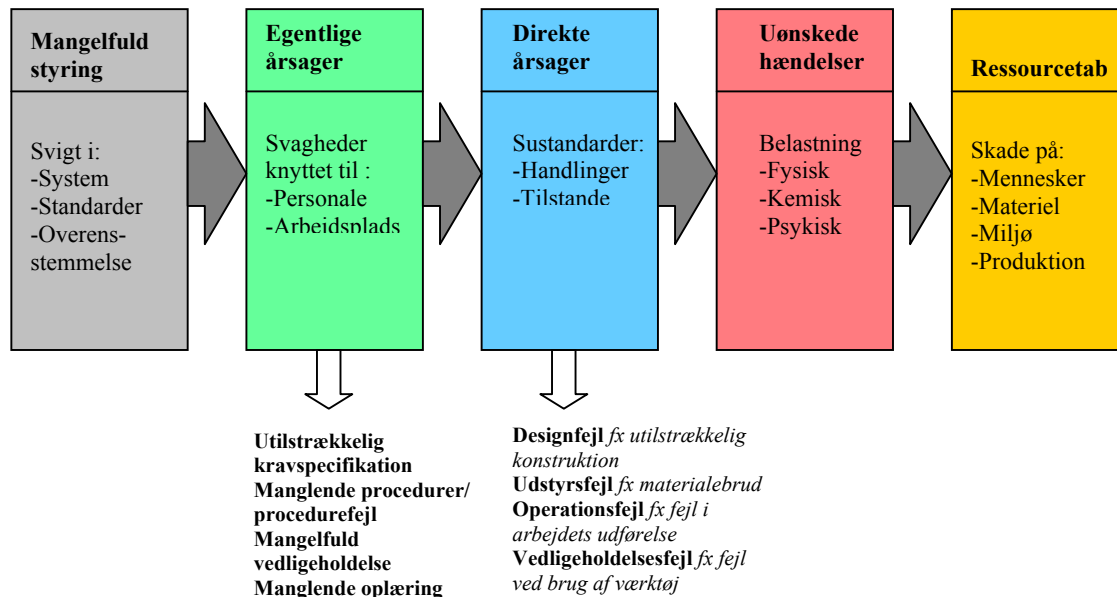 Mangelfuld
styring
Svigt i:
-System
-Standarder
-Overens-
stemmelse
Egentlige
årsager
Svagheder
knyttet til :
-Personale
-Arbejdsplads
Direkte
årsager
Sustandarder:
-Handlinger
-Tilstande
Uønskede
hændelser
Belastning
-Fysisk
-Kemisk
-Psykisk
Ressourcetab
Skade på:
-Mennesker
-Materiel
-Miljø
-Produktion
Utilstrækkelig
kravspecifikation
Manglende procedurer/
procedurefejl
Mangelfuld
vedligeholdelse
Manglende oplæring
Designfejl fx utilstrækkelig
konstruktion
Udstyrsfejl fx materialebrud
Operationsfejl fx fejl i
arbejdets udførelse
Vedligeholdelsesfejl fx fejl
ved brug af værktøj